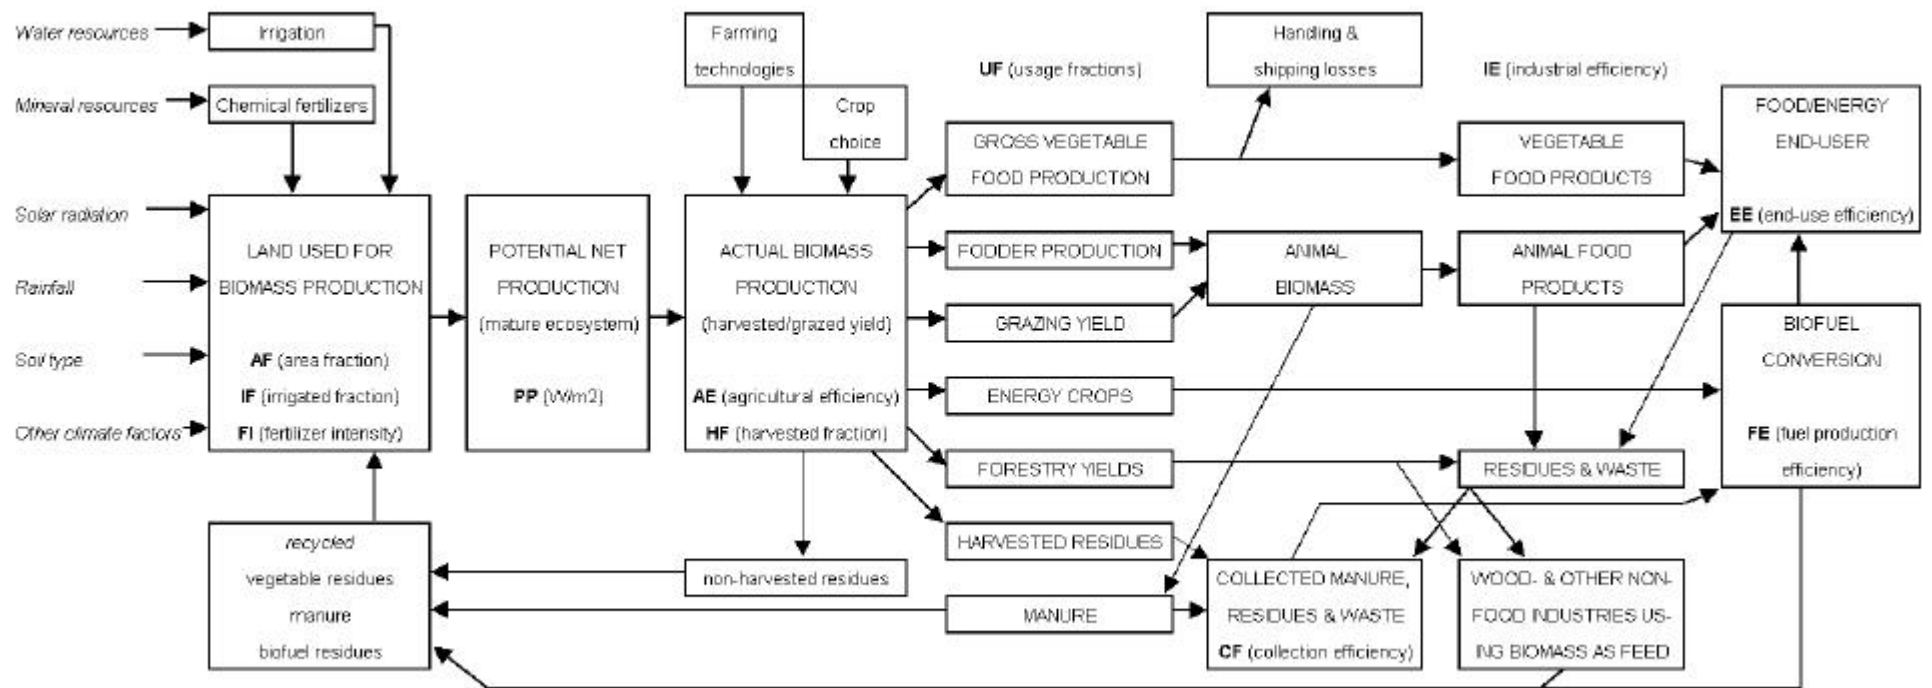 Water resources
Irrigation
Mineral resources
Chemical fertilizers
Solar radiation
Rainfall
Soil type
Other climate factors
LAND USED FOR
BIOMASS PRODUCTION
AF (area fraction)
IF (irrigated fraction)
FI (fertilizer intensity)
recycled
vegetable residues
manure
biofuel residues
POTENTIAL NET
PRODUCTION
(mature ecosystem)
PP (W/m2)
Farming
technologies
Crop
choice
ACTUAL BIOMASS
PRODUCTION
(harvested/grazed yield)
AE (agricultural efficiency)
HF (harvested fraction)
non-harvested residues
UF (usage fractions)
GROSS VEGETABLE
FOOD PRODUCTION
FODDER PRODUCTION
GRAZING YIELD
ENERGY CROPS
FORESTRY YIELDS
HARVESTED RESIDUES
MANURE
Handling &
shipping losses
ANIMAL
BIOMASS
COLLECTED MANURE,
RESIDUES & WASTE
CF (collection efficiency)
IE (industrial efficiency)
VEGETABLE
FOOD PRODUCTS
ANIMAL FOOD
PRODUCTS
RESIDUES & WASTE
WOOD- & OTHER NON-
FOOD INDUSTRIES US-
ING BIOMASS AS FEED
FOOD/ENERGY
END-USER
EE (end-use efficiency)
BIOFUEL
CONVERSION
FE (fuel production
efficiency)